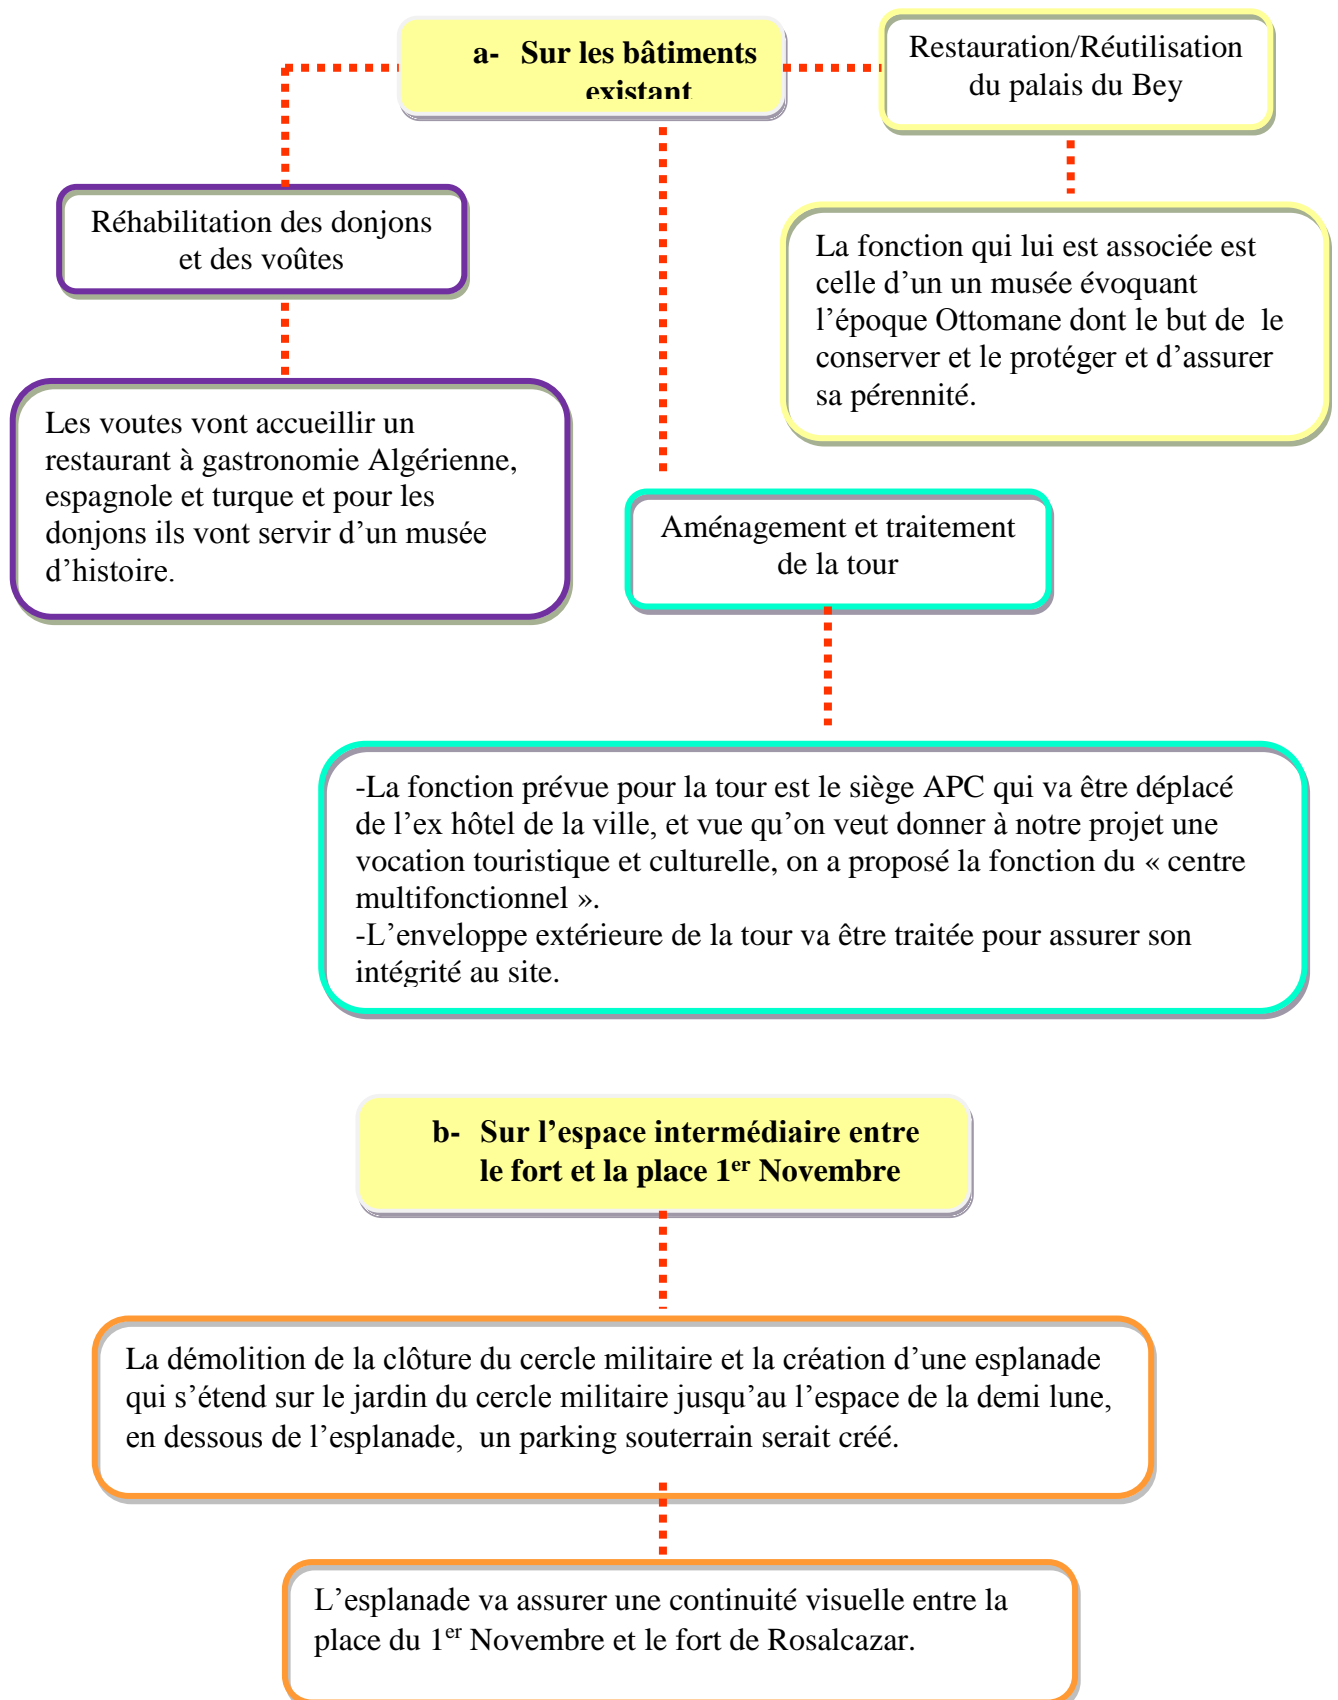 a- Sur les bâtiments
existant
Restauration/Réutilisation
du palais du Bey
Réhabilitation des donjons
et des voûtes
La fonction qui lui est associée est
celle d’un un musée évoquant
l’époque Ottomane dont le but de le
conserver et le protéger et d’assurer
sa pérennité.
Les voutes vont accueillir un
restaurant à gastronomie Algérienne,
espagnole et turque et pour les
donjons ils vont servir d’un musée
d’histoire.
Aménagement et traitement
de la tour
-La fonction prévue pour la tour est le siège APC qui va être déplacé
de l’ex hôtel de la ville, et vue qu’on veut donner à notre projet une
vocation touristique et culturelle, on a proposé la fonction du « centre
multifonctionnel ».
-L’enveloppe extérieure de la tour va être traitée pour assurer son
intégrité au site.
b- Sur l’espace intermédiaire entre
le fort et la place 1er Novembre
La démolition de la clôture du cercle militaire et la création d’une esplanade
qui s’étend sur le jardin du cercle militaire jusqu’au l’espace de la demi lune,
en dessous de l’esplanade, un parking souterrain serait créé.
L’esplanade va assurer une continuité visuelle entre la
place du 1er Novembre et le fort de Rosalcazar.